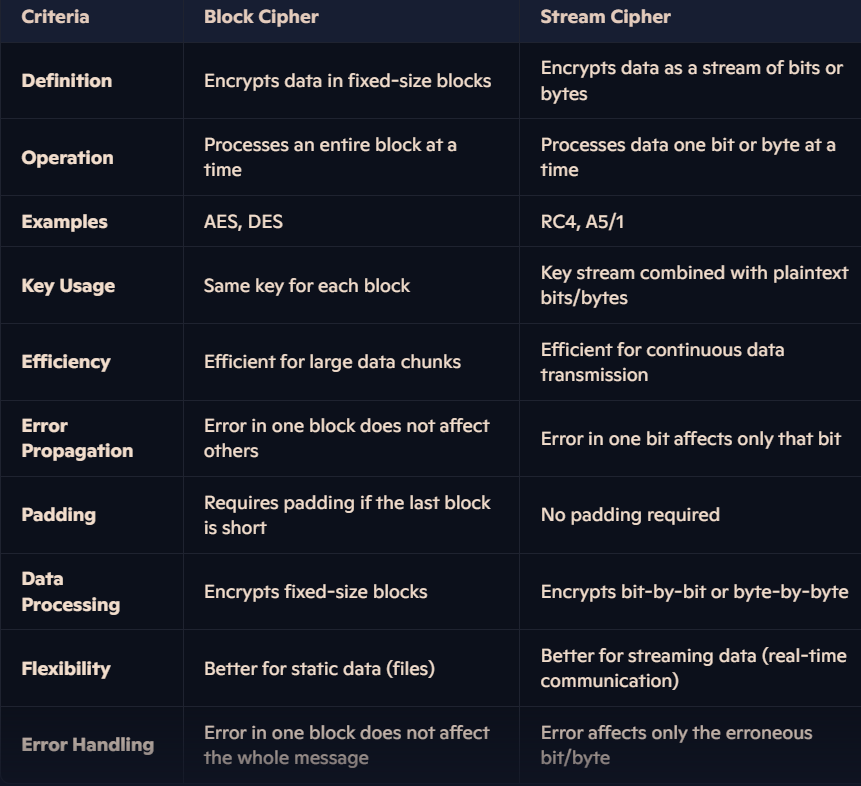 Criteria
Block Cipher
Stream Cipher
Definition
Encrypts data in fixed-size blocks
Encrypts data as a stream of bits or
bytes
Operation
Processes an entire block at a
time
Processes data one bit or byte at a
time
Examples
AES, DES
RC4, A5/1
Key Usage
Same key for each block
Key stream combined with plaintext
bits/bytes
Efficiency
Efficient for large data chunks
Efficient for continuous data
transmission
Error
Propagation
Error in one block does not affect
others
Error in one bit affects only that bit
Padding
Requires padding if the last block
is short
No padding required
Data
Processing
Encrypts fixed-size blocks
Encrypts bit-by-bit or byte-by-byte
Flexibility
Better for static data (files)
Better for streaming data (real-time
communication)
Error Handling
Error in one block does not affect
the whole message
Error affects only the erroneous
bit/byte